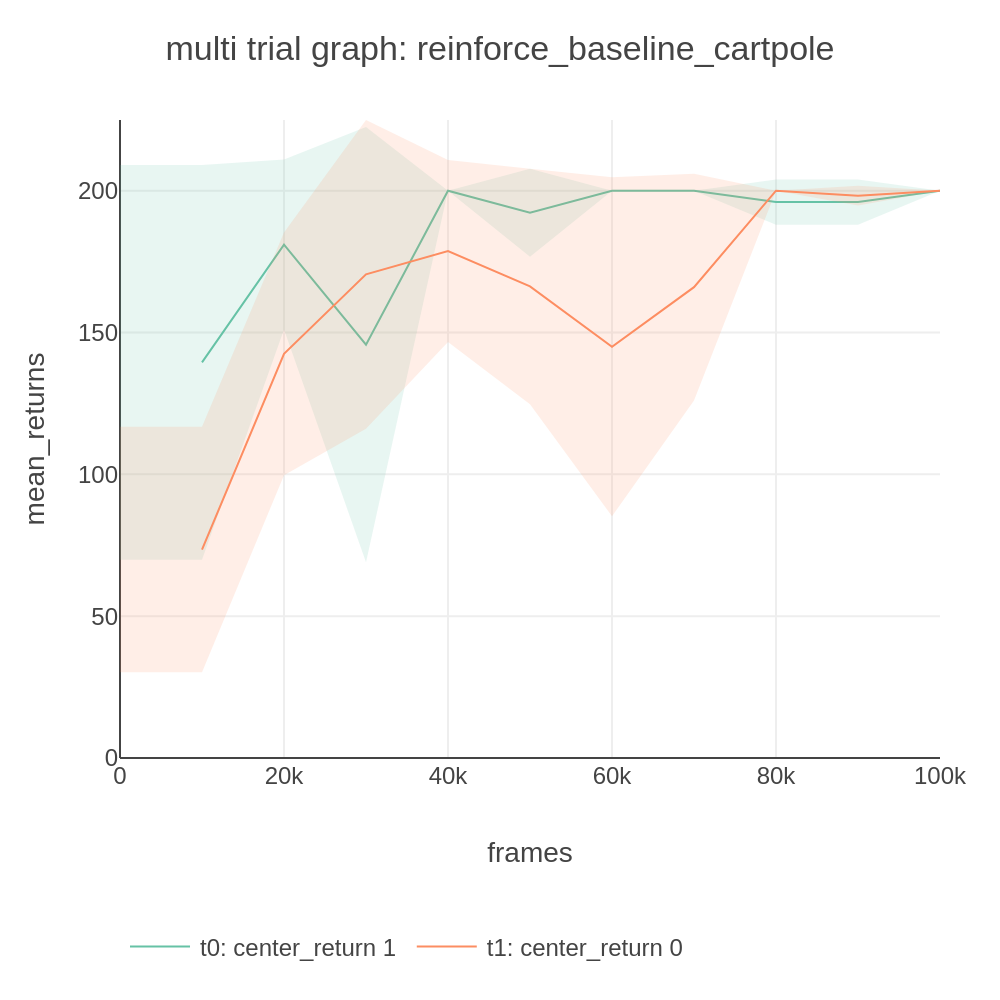 multi trial graph: reinforce_baseline_cartpole
mean_returns
200
150
100
50
0
0 20k 40k 60k 80k 100k
frames
t0: center_return 1 t1: center_return 0